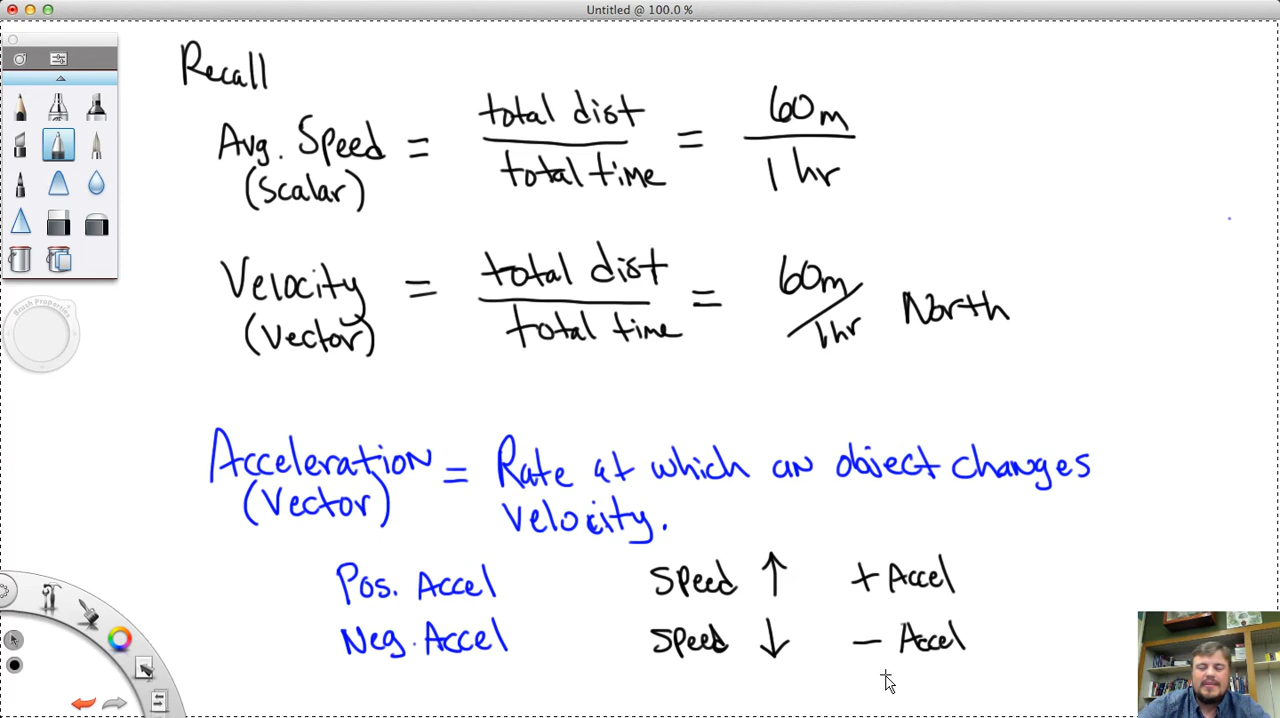 Untitled @ 100.0 %
Recall
Avg. Speed = total dist / total time = 60m / 1 hr
(Scalar)
Velocity = total dist / total time = 60m / 1hr North
(Vector)
Acceleration = Rate at which an object changes
(Vector) Velocity.
Pos. Accel Speed ↑ + Accel
Neg. Accel Speed ↓ - Accel
Brush Properties